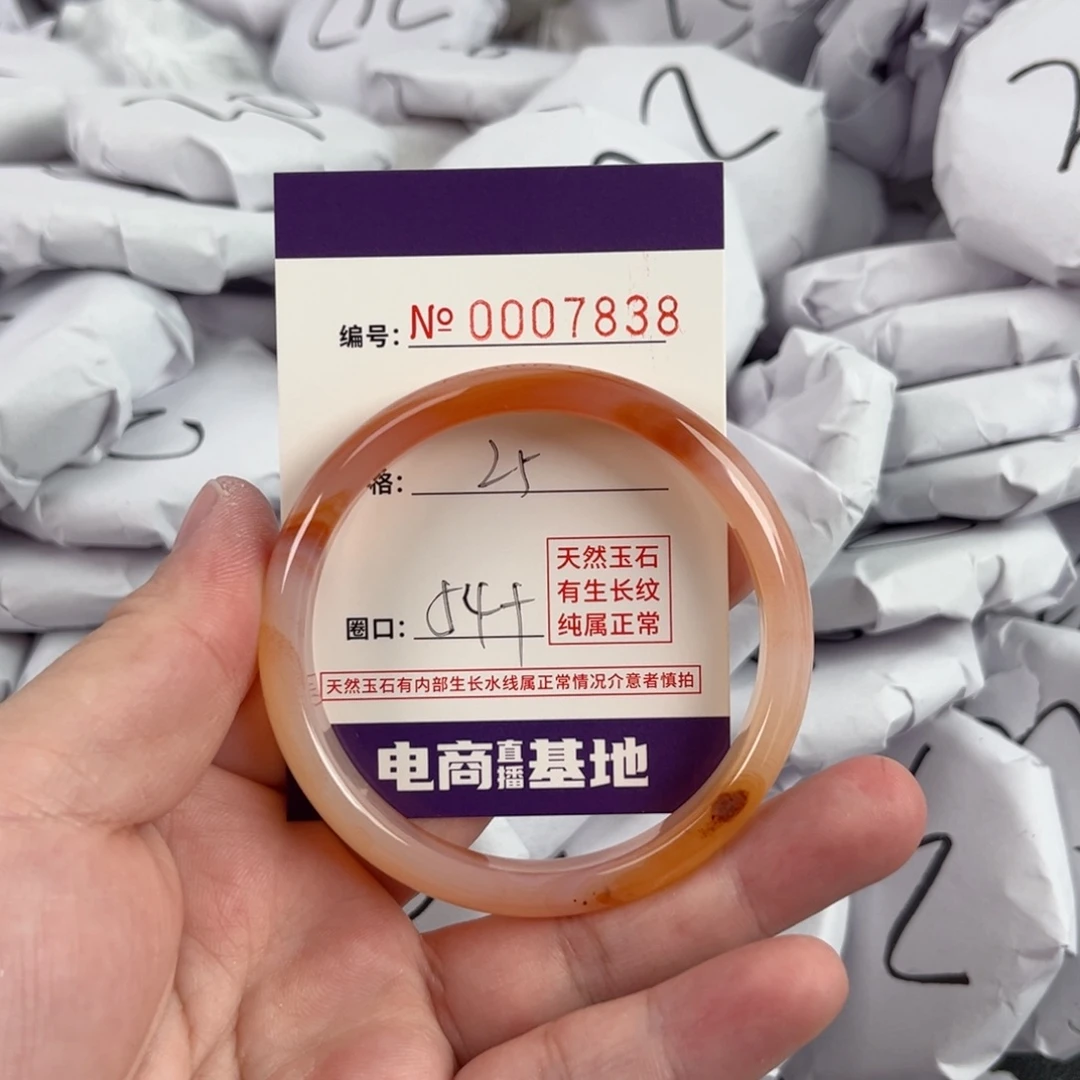 编号: № 0007838
格: 25
天然玉石
有生长纹
纯属正常
圈口: 54+
天然玉石有内部生长水线属正常情况介意者慎拍
电商直播基地
2
2